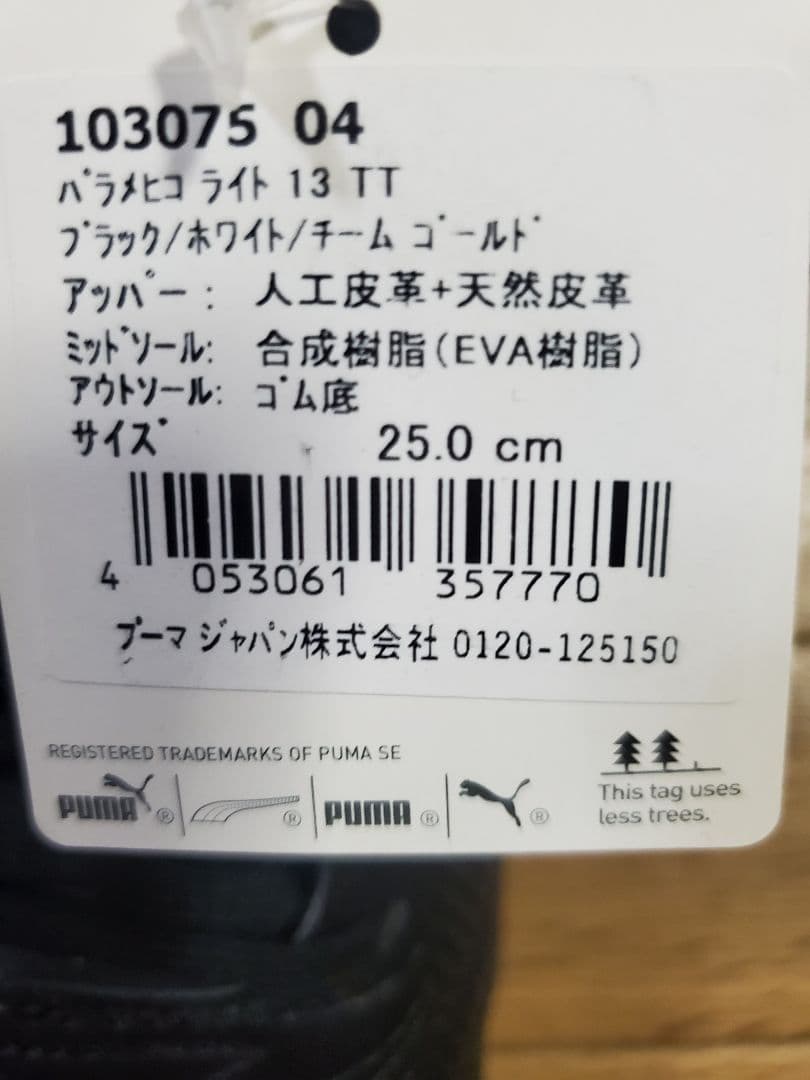 103075 04
パラメヒコ ライト 13 TT
ブラック/ホワイト/チーム ゴールド
アッパー: 人工皮革+天然皮革
ミッドソール: 合成樹脂(EVA樹脂)
アウトソール: ゴム底
サイズ 25.0 cm
4 053061 357770
プーマ ジャパン株式会社 0120-125150
REGISTERED TRADEMARKS OF PUMA SE
PUMA® ® PUMA® ®
This tag uses
less trees.